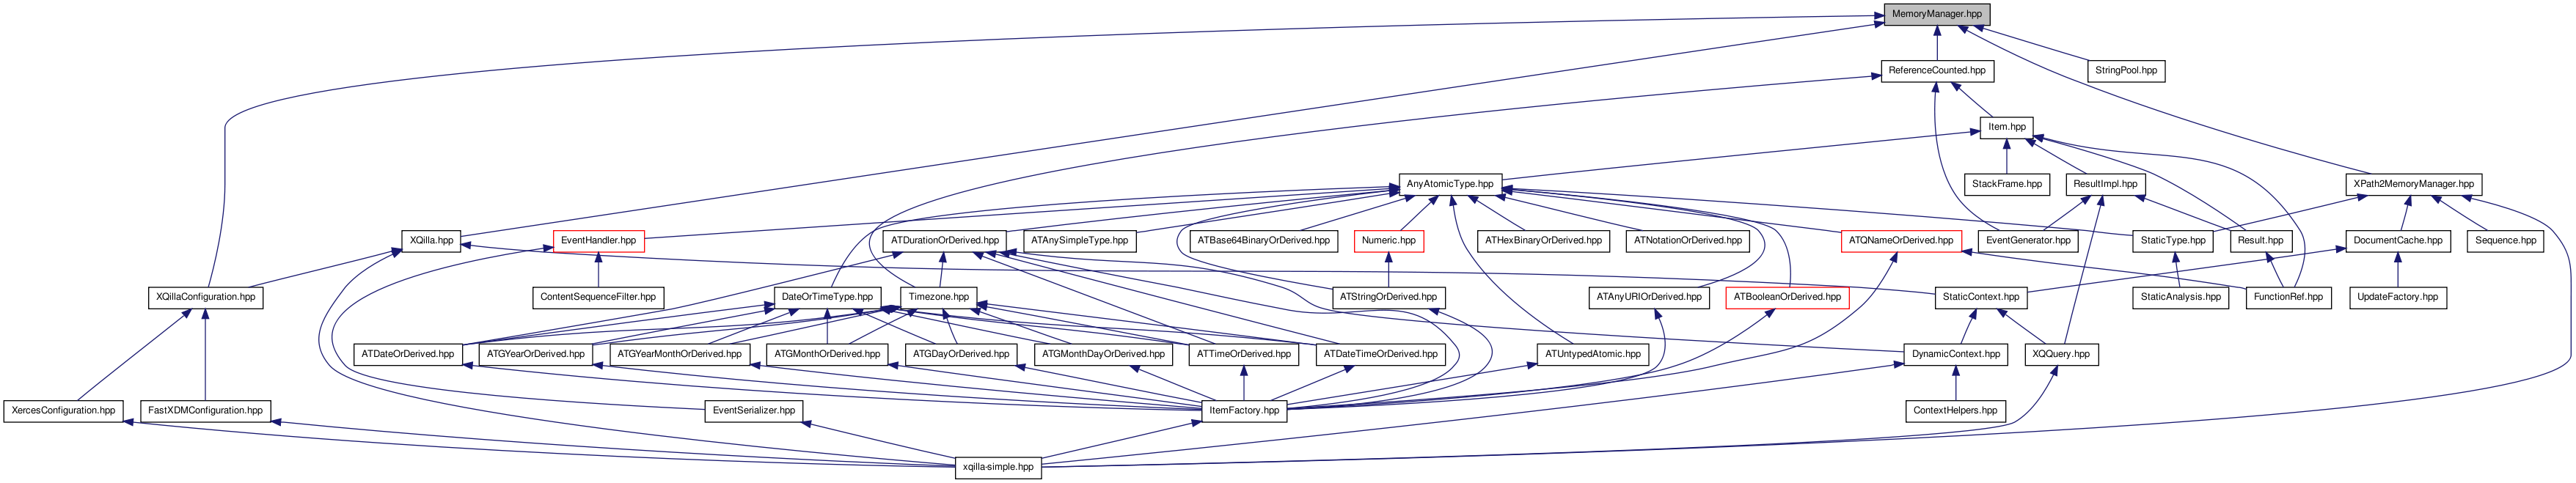 MemoryManager.hpp
ReferenceCounted.hpp
StringPool.hpp
Item.hpp
AnyAtomicType.hpp
StackFrame.hpp
ResultImpl.hpp
XPath2MemoryManager.hpp
XQilla.hpp
EventHandler.hpp
ATDurationOrDerived.hpp
ATAnySimpleType.hpp
ATBase64BinaryOrDerived.hpp
Numeric.hpp
ATHexBinaryOrDerived.hpp
ATNotationOrDerived.hpp
ATQNameOrDerived.hpp
EventGenerator.hpp
StaticType.hpp
Result.hpp
DocumentCache.hpp
Sequence.hpp
XQillaConfiguration.hpp
ContentSequenceFilter.hpp
DateOrTimeType.hpp
Timezone.hpp
ATStringOrDerived.hpp
ATAnyURIOrDerived.hpp
ATBooleanOrDerived.hpp
StaticContext.hpp
StaticAnalysis.hpp
FunctionRef.hpp
UpdateFactory.hpp
ATDateOrDerived.hpp
ATGYearOrDerived.hpp
ATGYearMonthOrDerived.hpp
ATGMonthOrDerived.hpp
ATGDayOrDerived.hpp
ATGMonthDayOrDerived.hpp
ATTimeOrDerived.hpp
ATDateTimeOrDerived.hpp
ATUntypedAtomic.hpp
DynamicContext.hpp
XQQuery.hpp
XercesConfiguration.hpp
FastXDMConfiguration.hpp
EventSerializer.hpp
ItemFactory.hpp
ContextHelpers.hpp
xqilla-simple.hpp